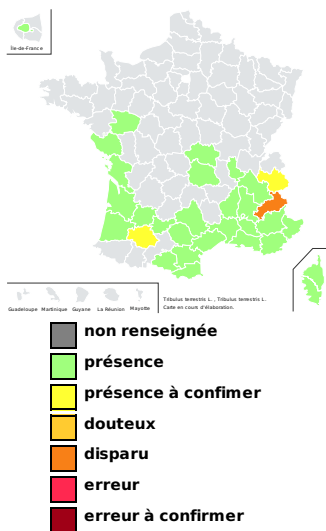 Île-de-France
Guadeloupe Martinique Guyane La Réunion Mayotte
Tribulus terrestris L., Tribulus terrestris L.
Carte en cours d'élaboration.
non renseignée
présence
présence à confimer
douteux
disparu
erreur
erreur à confirmer